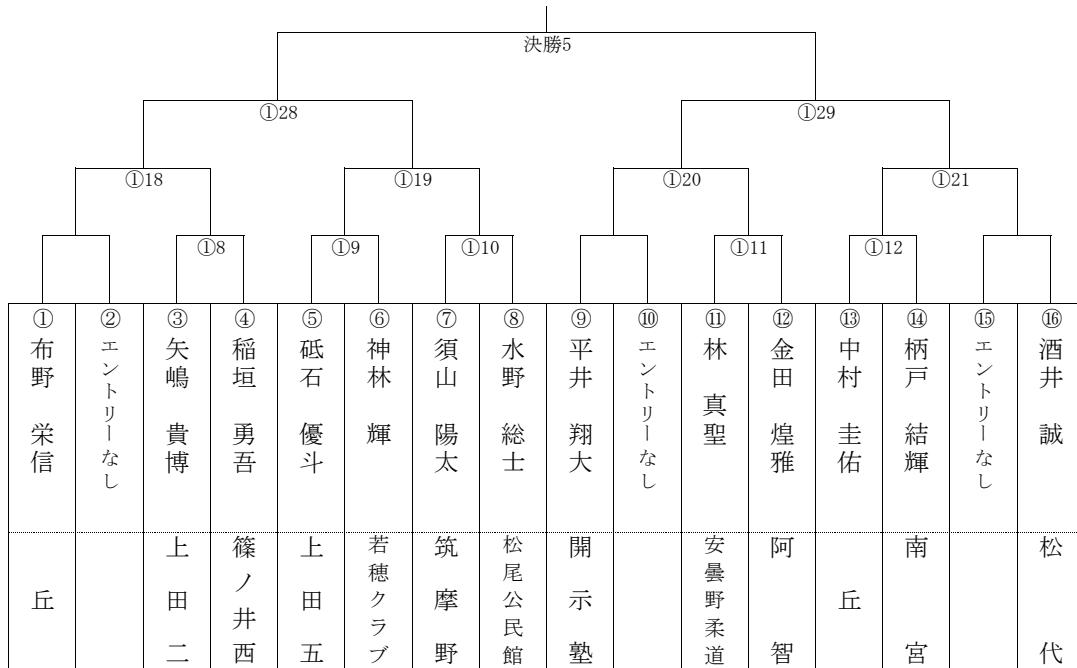 決勝5
①28
①29
①18
①19
①20
①21
①8
①9
①10
①11
①12
① 布野 栄信 丘
② エントリーなし
③ 矢嶋 貴博 上田二
④ 稲垣 勇吾 篠ノ井西
⑤ 砥石 優斗 上田五
⑥ 神林 輝 若穂クラブ
⑦ 須山 陽太 筑摩野
⑧ 水野 総士 松尾公民館
⑨ 平井 翔大 開示塾
⑩ エントリーなし
⑪ 林 真聖 安曇野柔道
⑫ 金田 煌雅 阿智
⑬ 中村 圭佑 丘
⑭ 柄戸 結輝 南宮
⑮ エントリーなし
⑯ 酒井 誠 松代